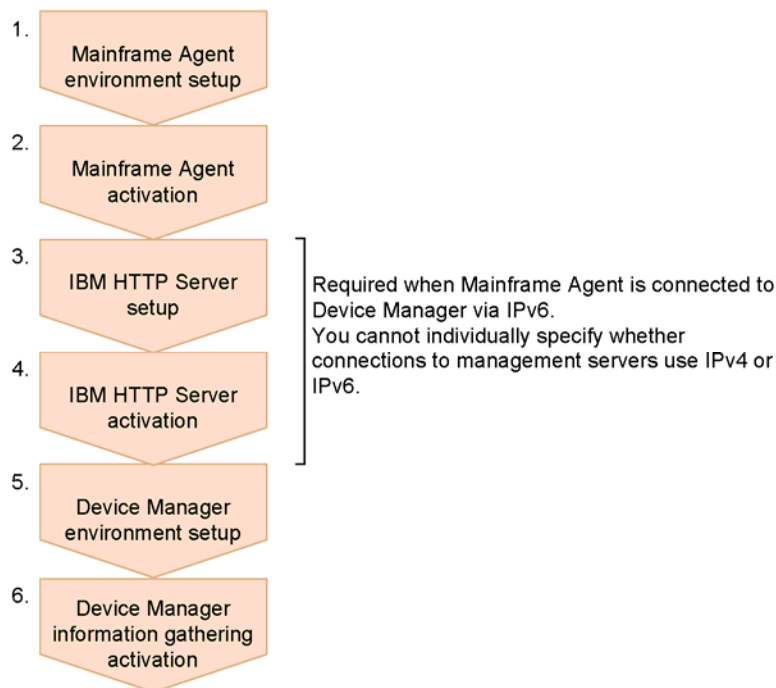 1.
Mainframe Agent
environment setup
2.
Mainframe Agent
activation
3.
IBM HTTP Server
setup
Required when Mainframe Agent is connected to
Device Manager via IPv6.
You cannot individually specify whether
connections to management servers use IPv4 or
IPv6.
4.
IBM HTTP Server
activation
5.
Device Manager
environment setup
6.
Device Manager
information gathering
activation